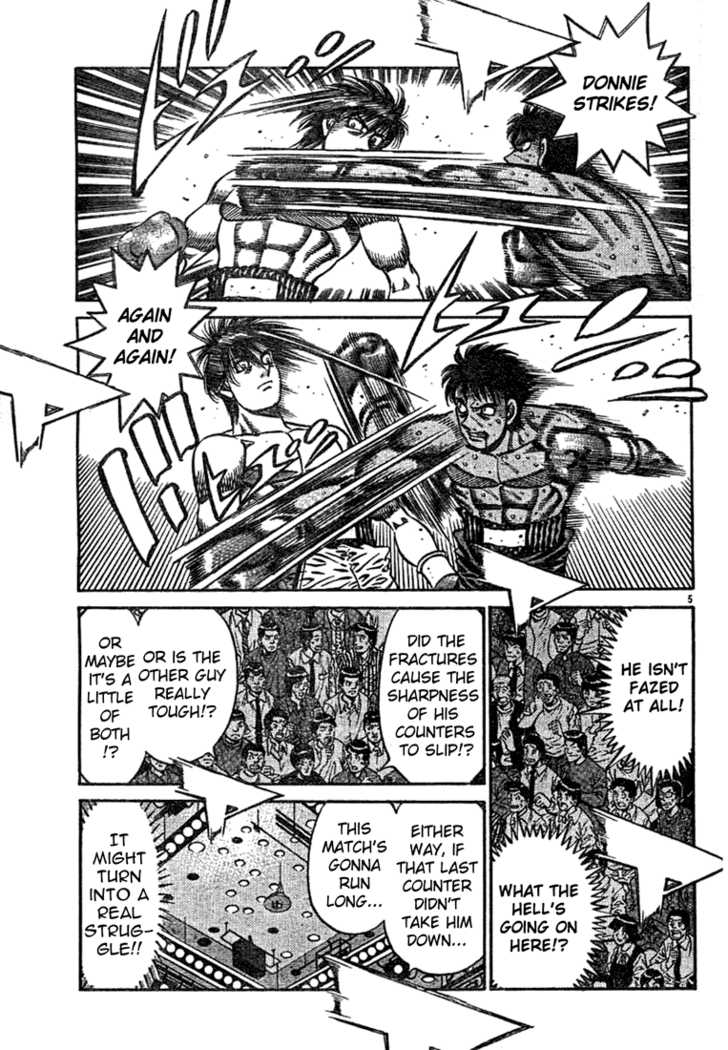 DONNIE
STRIKES!
AGAIN
AND
AGAIN!
5
HE ISN'T
FAZED
AT ALL!
WHAT THE
HELL'S
GOING ON
HERE!?
DID THE
FRACTURES
CAUSE THE
SHARPNESS
OF HIS
COUNTERS
TO SLIP!?
OR IS THE
OTHER GUY
REALLY
TOUGH!?
OR
MAYBE
IT'S A
LITTLE
OF
BOTH
!?
EITHER
WAY, IF
THAT LAST
COUNTER
DIDN'T
TAKE HIM
DOWN...
THIS
MATCH'S
GONNA
RUN
LONG...
IT
MIGHT
TURN
INTO A
REAL
STRUG-
GLE!!